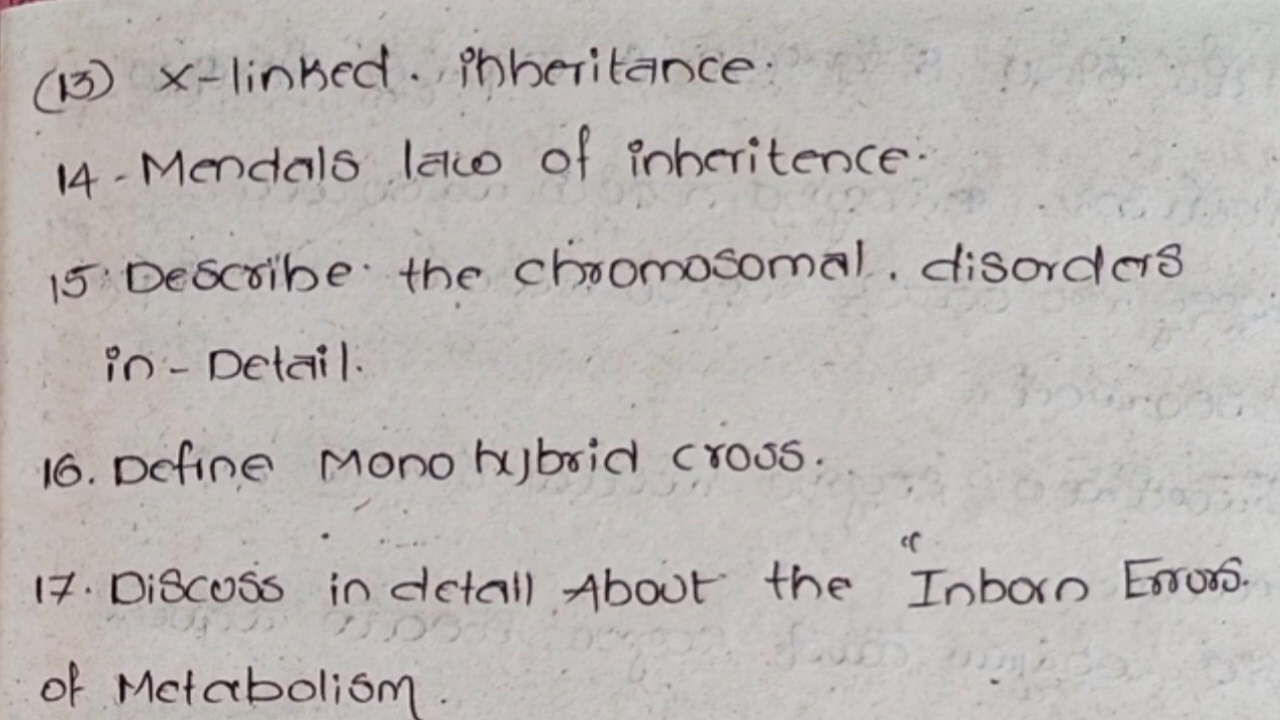 (13) x-linked. inheritance.
14-Mendals law of inheritence.
15. Describe. the chromosomal. disorders
in-Detail.
16. Define Mono hybrid cross.
17. Discuss in detail About the "Inborn Errors.
of Metabolism.